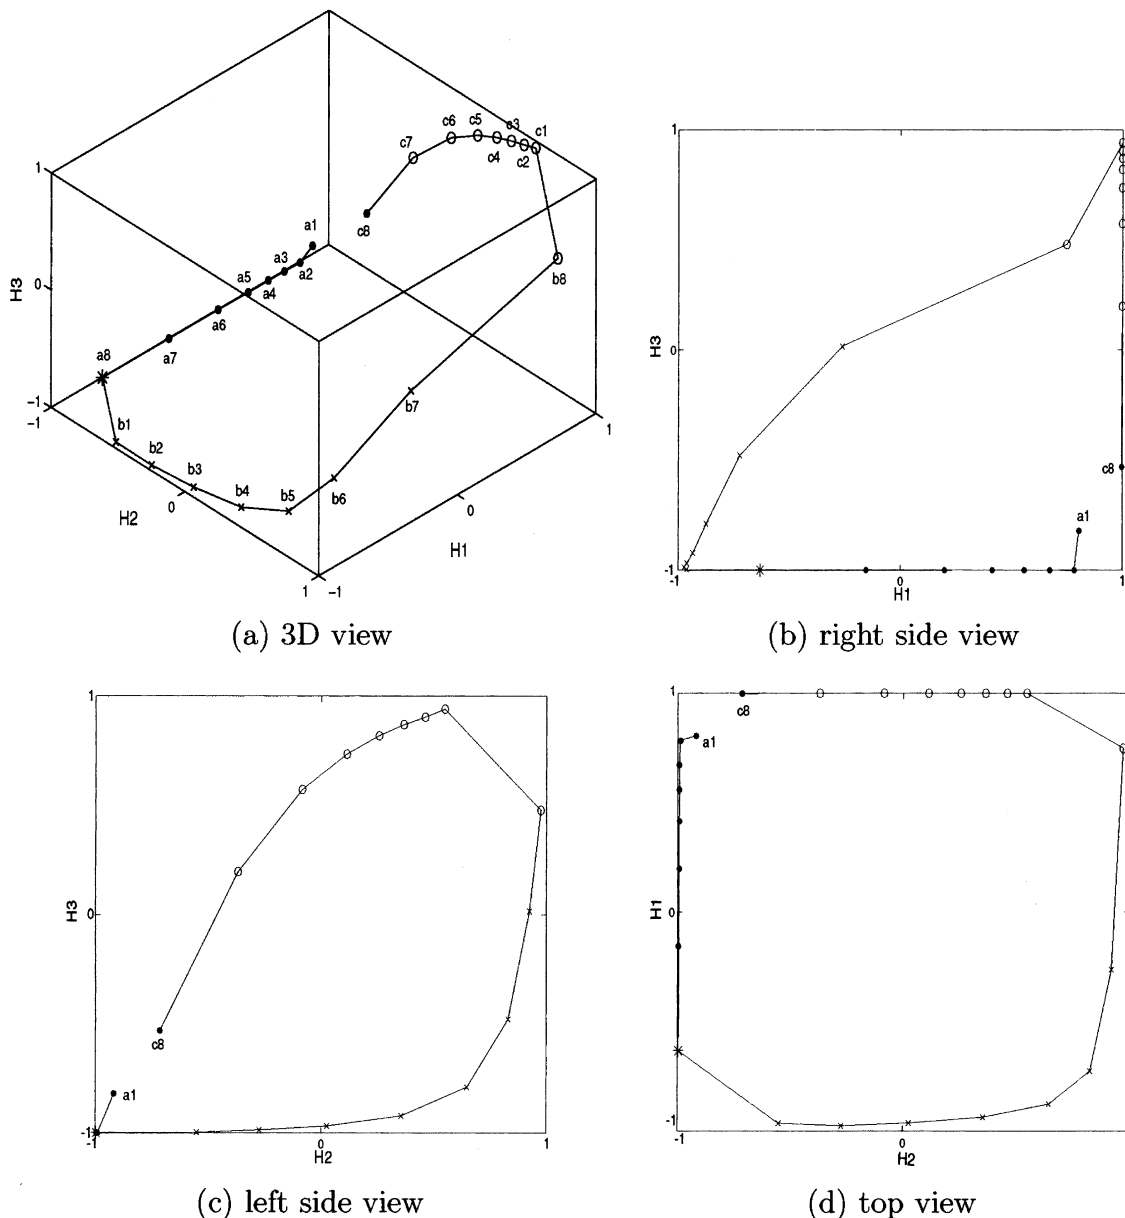 1
H3
0
-1
-1
H2
0
1
-1
H1
0
1
a1
a2
a3
a4
a5
a6
a7
a8
b1
b2
b3
b4
b5
b6
b7
b8
c1
c2
c3
c4
c5
c6
c7
c8
(a) 3D view
1
H3
0
-1
-1
0
H1
1
c8
a1
(b) right side view
1
H3
0
-1
-1
0
H2
1
c8
a1
(c) left side view
1
H1
0
-1
-1
0
H2
c8
a1
(d) top view